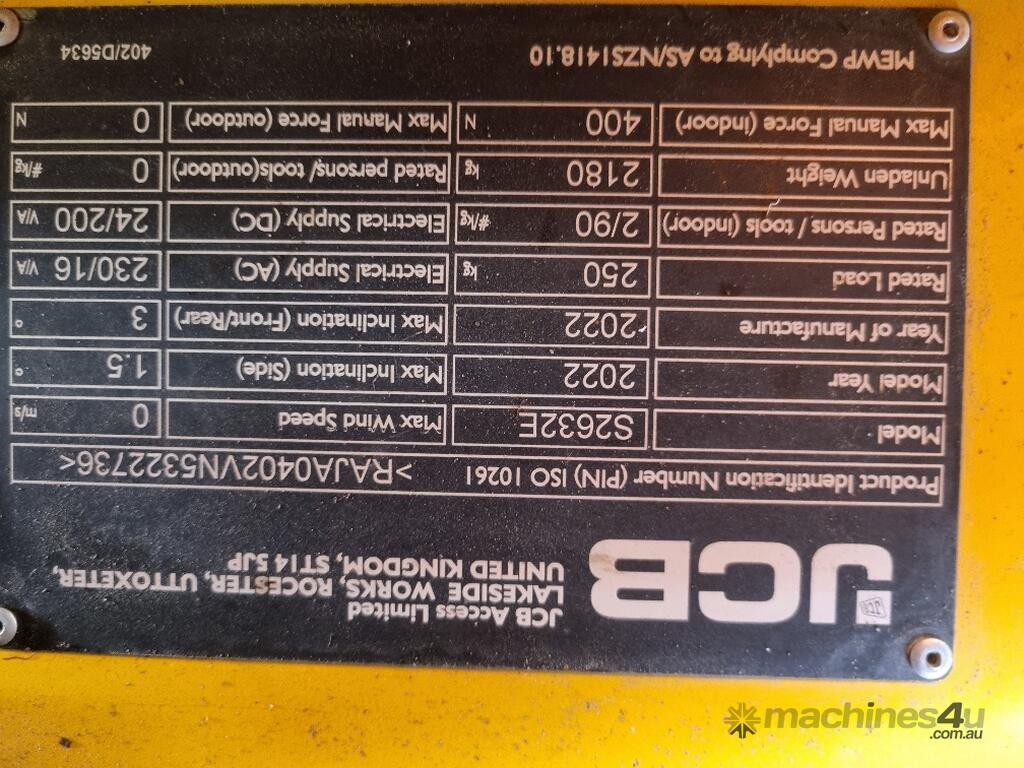 JCB
JCB Access Limited
LAKESIDE WORKS, ROCESTER, UTTOXETER,
UNITED KINGDOM, ST14 5JP
Product Identification Number (PIN) ISO 10261 >RAJA0402VN5322736<
Model S2632E Max Wind Speed 0 m/s
Model Year 2022 Max Inclination (Side) 1.5 °
Year of Manufacture 2022 Max Inclination (Front/Rear) 3 °
Rated Load 250 kg Electrical Supply (AC) 230/16 V/A
Rated Persons / tools (indoor) 2/90 #/kg Electrical Supply (DC) 24/200 V/A
Unladen Weight 2180 kg Rated persons/ tools(outdoor) 0 #/kg
Max Manual Force (indoor) 400 N Max Manual Force (outdoor) 0 N
MEWP Complying to AS/NZS1418.10 402/D5634
machines4u
.com.au